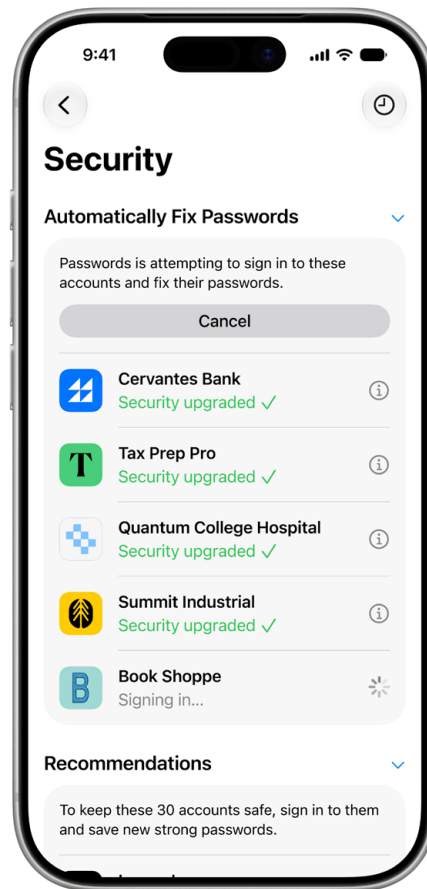 9:41
Security
Automatically Fix Passwords
Passwords is attempting to sign in to these
accounts and fix their passwords.
Cancel
Cervantes Bank
Security upgraded ✓
T
Tax Prep Pro
Security upgraded ✓
Quantum College Hospital
Security upgraded ✓
Summit Industrial
Security upgraded ✓
B
Book Shoppe
Signing in...
Recommendations
To keep these 30 accounts safe, sign in to them
and save new strong passwords.